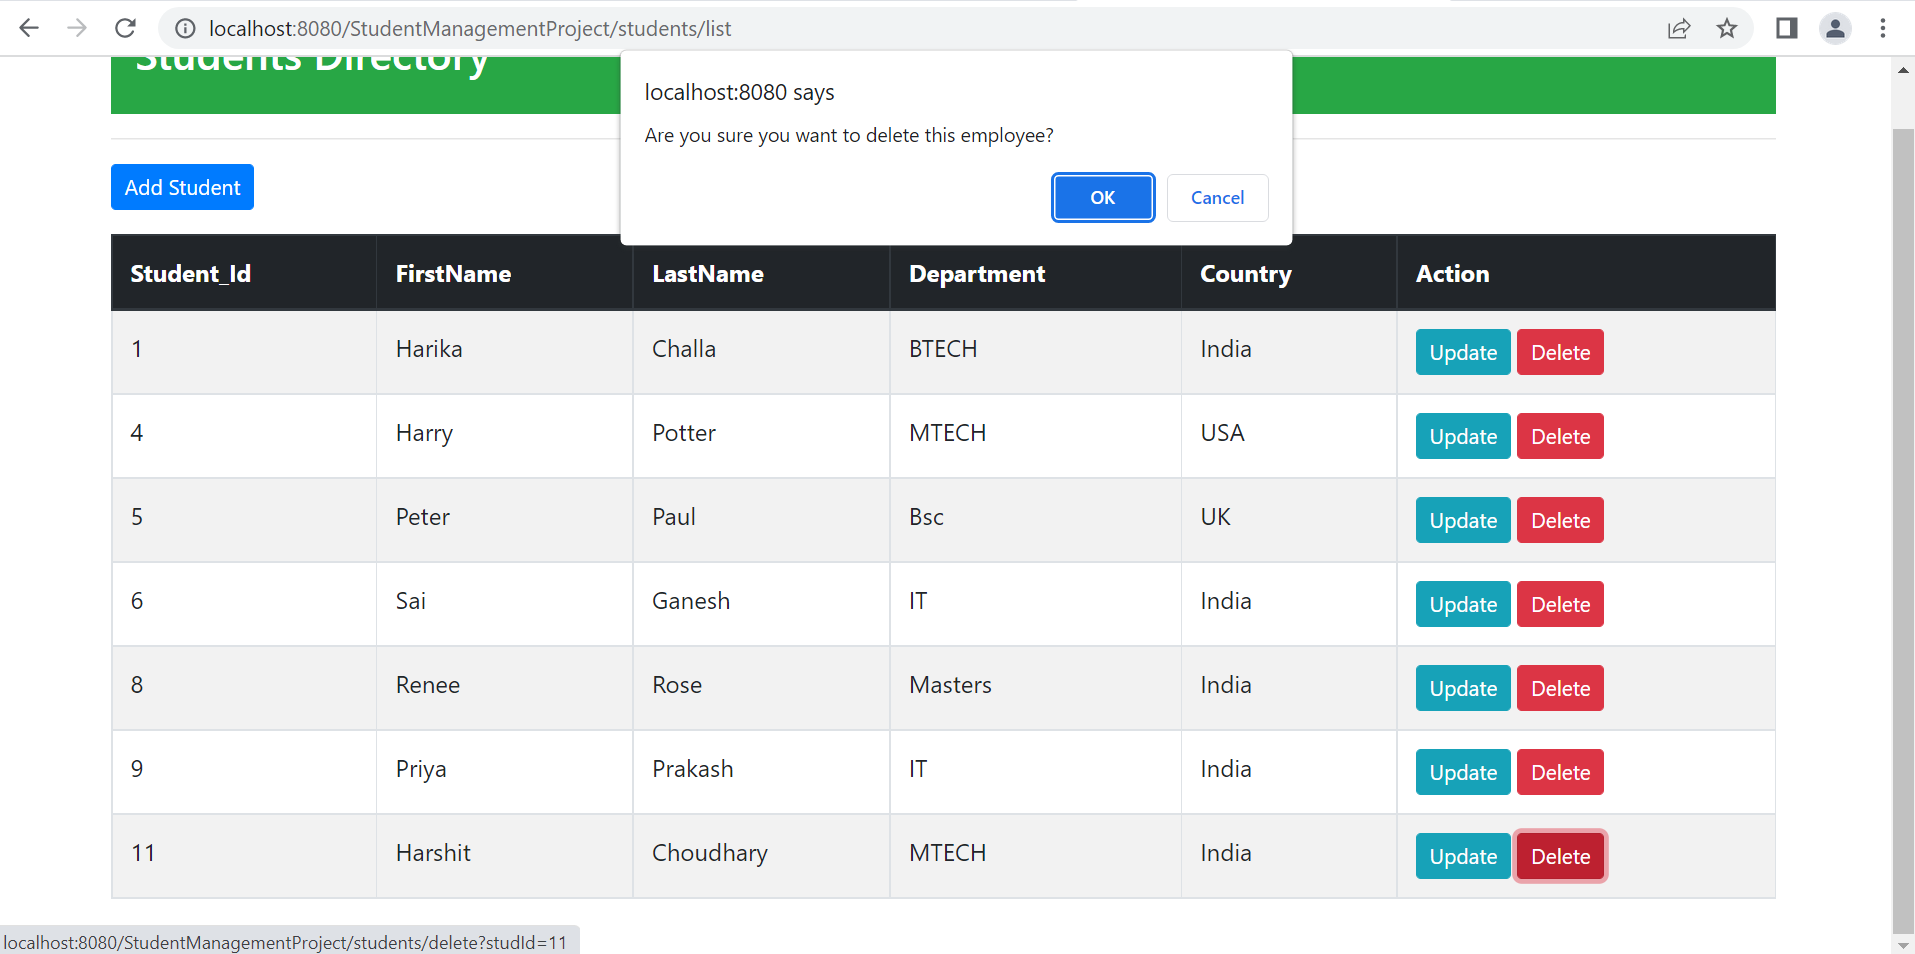 localhost:8080/StudentManagementProject/students/list
Students Directory
localhost:8080 says
Are you sure you want to delete this employee?
OK Cancel
Add Student
Student_Id FirstName LastName Department Country Action
1 Harika Challa BTECH India Update Delete
4 Harry Potter MTECH USA Update Delete
5 Peter Paul Bsc UK Update Delete
6 Sai Ganesh IT India Update Delete
8 Renee Rose Masters India Update Delete
9 Priya Prakash IT India Update Delete
11 Harshit Choudhary MTECH India Update Delete
localhost:8080/StudentManagementProject/students/delete?studId=11